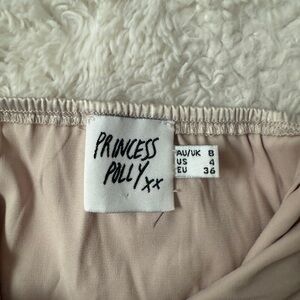 PRINCESS
POLLY xx
AU/UK 8
US 4
EU 36